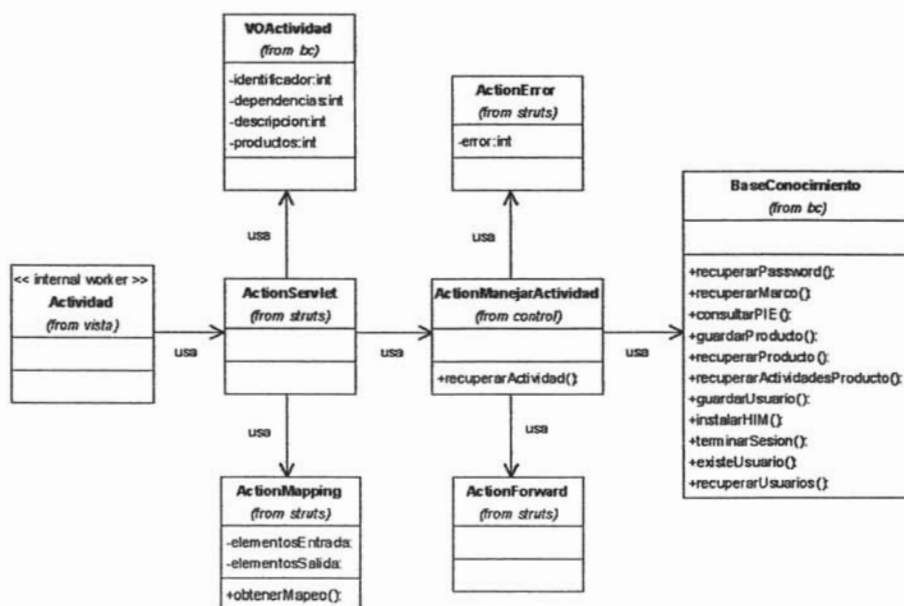 VOActividad
(from bc)
-identificador:int
-dependencias:int
-descripcion:int
-productos:int
ActionError
(from struts)
-error:int
usa
usa
<< internal worker >>
Actividad
(from vista)
usa
ActionServlet
(from struts)
usa
ActionManejarActividad
(from control)
+recuperarActividad():
usa
BaseConocimiento
(from bc)
+recuperarPassword():
+recuperarMarco():
+consultarPIE():
+guardarProducto():
+recuperarProducto():
+recuperarActividadesProducto():
+guardarUsuario():
+instalarHIM():
+terminarSesion():
+existeUsuario():
+recuperarUsuarios():
usa
usa
ActionMapping
(from struts)
-elementosEntrada:
-elementosSalida:
+obtenerMapeo():
ActionForward
(from struts)